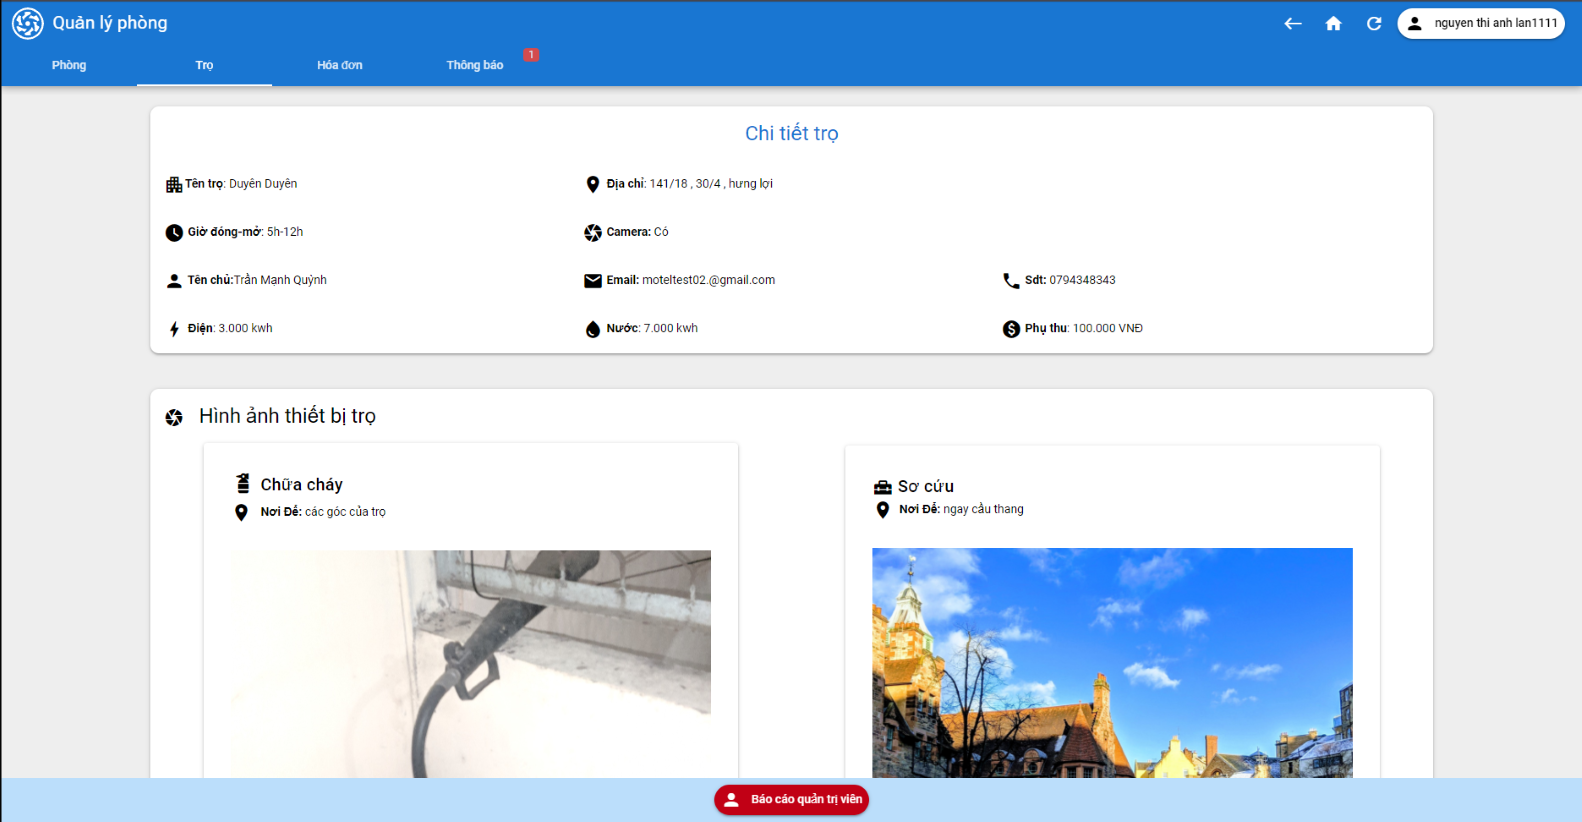 Quản lý phòng
nguyen thi anh lan1111
Phòng
Trọ
Hóa đơn
Thông báo
1
Chi tiết trọ
Tên trọ: Duyên Duyên
Địa chỉ: 141/18 , 30/4 , hưng lợi
Giờ đóng-mở: 5h-12h
Camera: Có
Tên chủ:Trần Mạnh Quỳnh
Email: moteltest02.@gmail.com
Sdt: 0794348343
Điện: 3.000 kwh
Nước: 7.000 kwh
Phụ thu: 100.000 VNĐ
Hình ảnh thiết bị trọ
Chữa cháy
Nơi Để: các góc của trọ
Sơ cứu
Nơi Để: ngay cầu thang
Báo cáo quản trị viên